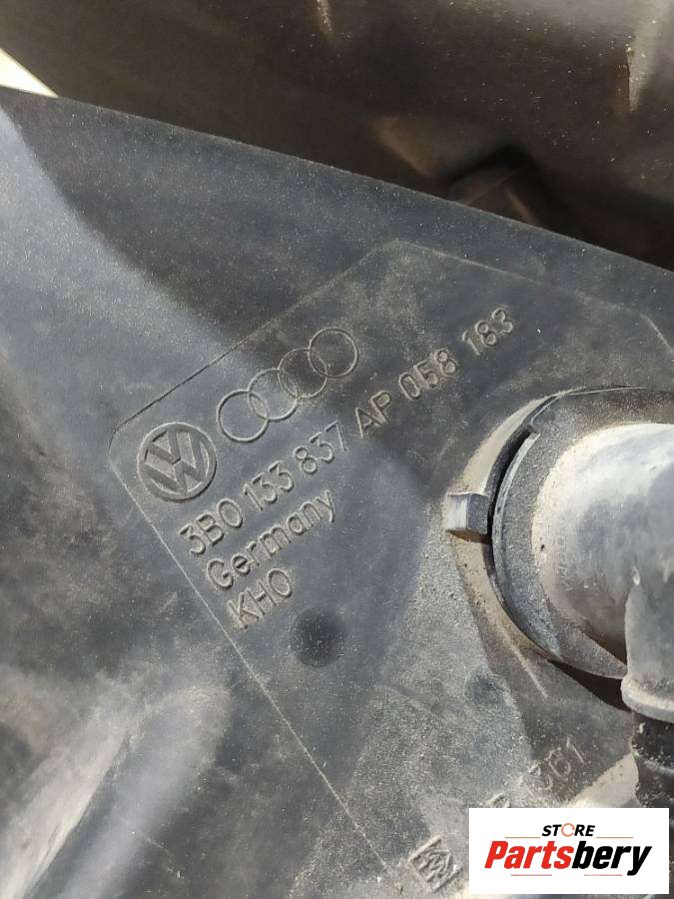 3B0 133 837 AP 058 183
Germany
KHO
STORE
Partsbery